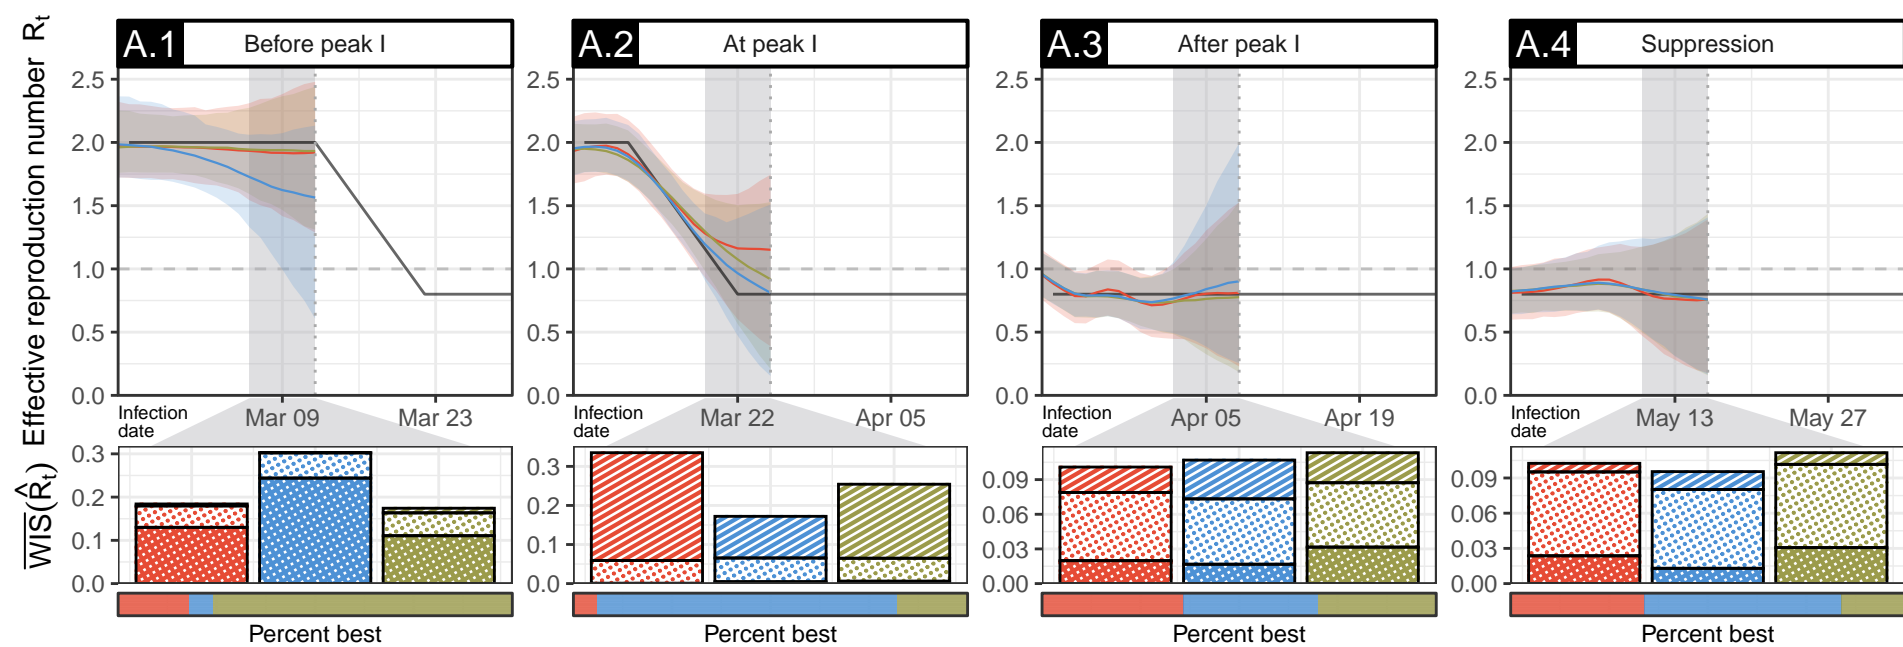 Effective reproduction number Rt
A.1 Before peak I
2.5
2.0
1.5
1.0
0.5
0.0
Infection date
Mar 09
Mar 23
A.2 At peak I
2.5
2.0
1.5
1.0
0.5
0.0
Infection date
Mar 22
Apr 05
A.3 After peak I
2.5
2.0
1.5
1.0
0.5
0.0
Infection date
Apr 05
Apr 19
A.4 Suppression
2.5
2.0
1.5
1.0
0.5
0.0
Infection date
May 13
May 27
WIS(R̂t)
0.3
0.2
0.1
0.0
Percent best
0.3
0.2
0.1
0.0
Percent best
0.09
0.06
0.03
0.00
Percent best
0.09
0.06
0.03
0.00
Percent best